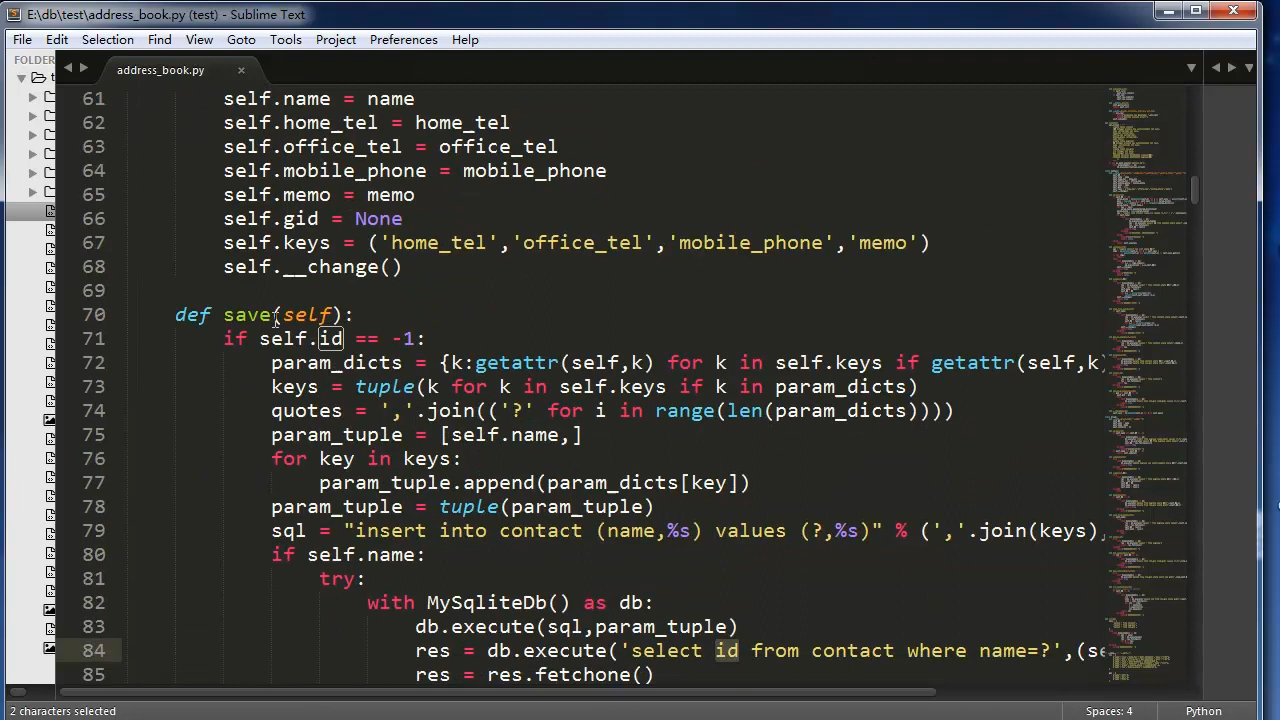 E:\db\test\address_book.py (test) - Sublime Text
File Edit Selection Find View Goto Tools Project Preferences Help
FOLDER
address_book.py ×
61 self.name = name
62 self.home_tel = home_tel
63 self.office_tel = office_tel
64 self.mobile_phone = mobile_phone
65 self.memo = memo
66 self.gid = None
67 self.keys = ('home_tel','office_tel','mobile_phone','memo')
68 self.__change()
69
70 def save(self):
71 if self.id == -1:
72 param_dicts = {k:getattr(self,k) for k in self.keys if getattr(self,k)
73 keys = tuple(k for k in self.keys if k in param_dicts)
74 quotes = ','.join(('?' for i in range(len(param_dicts))))
75 param_tuple = [self.name,]
76 for key in keys:
77 param_tuple.append(param_dicts[key])
78 param_tuple = tuple(param_tuple)
79 sql = "insert into contact (name,%s) values (?,%s)" % (','.join(keys),
80 if self.name:
81 try:
82 with MySqliteDb() as db:
83 db.execute(sql,param_tuple)
84 res = db.execute('select id from contact where name=?',(se
85 res = res.fetchone()
2 characters selected Spaces: 4 Python